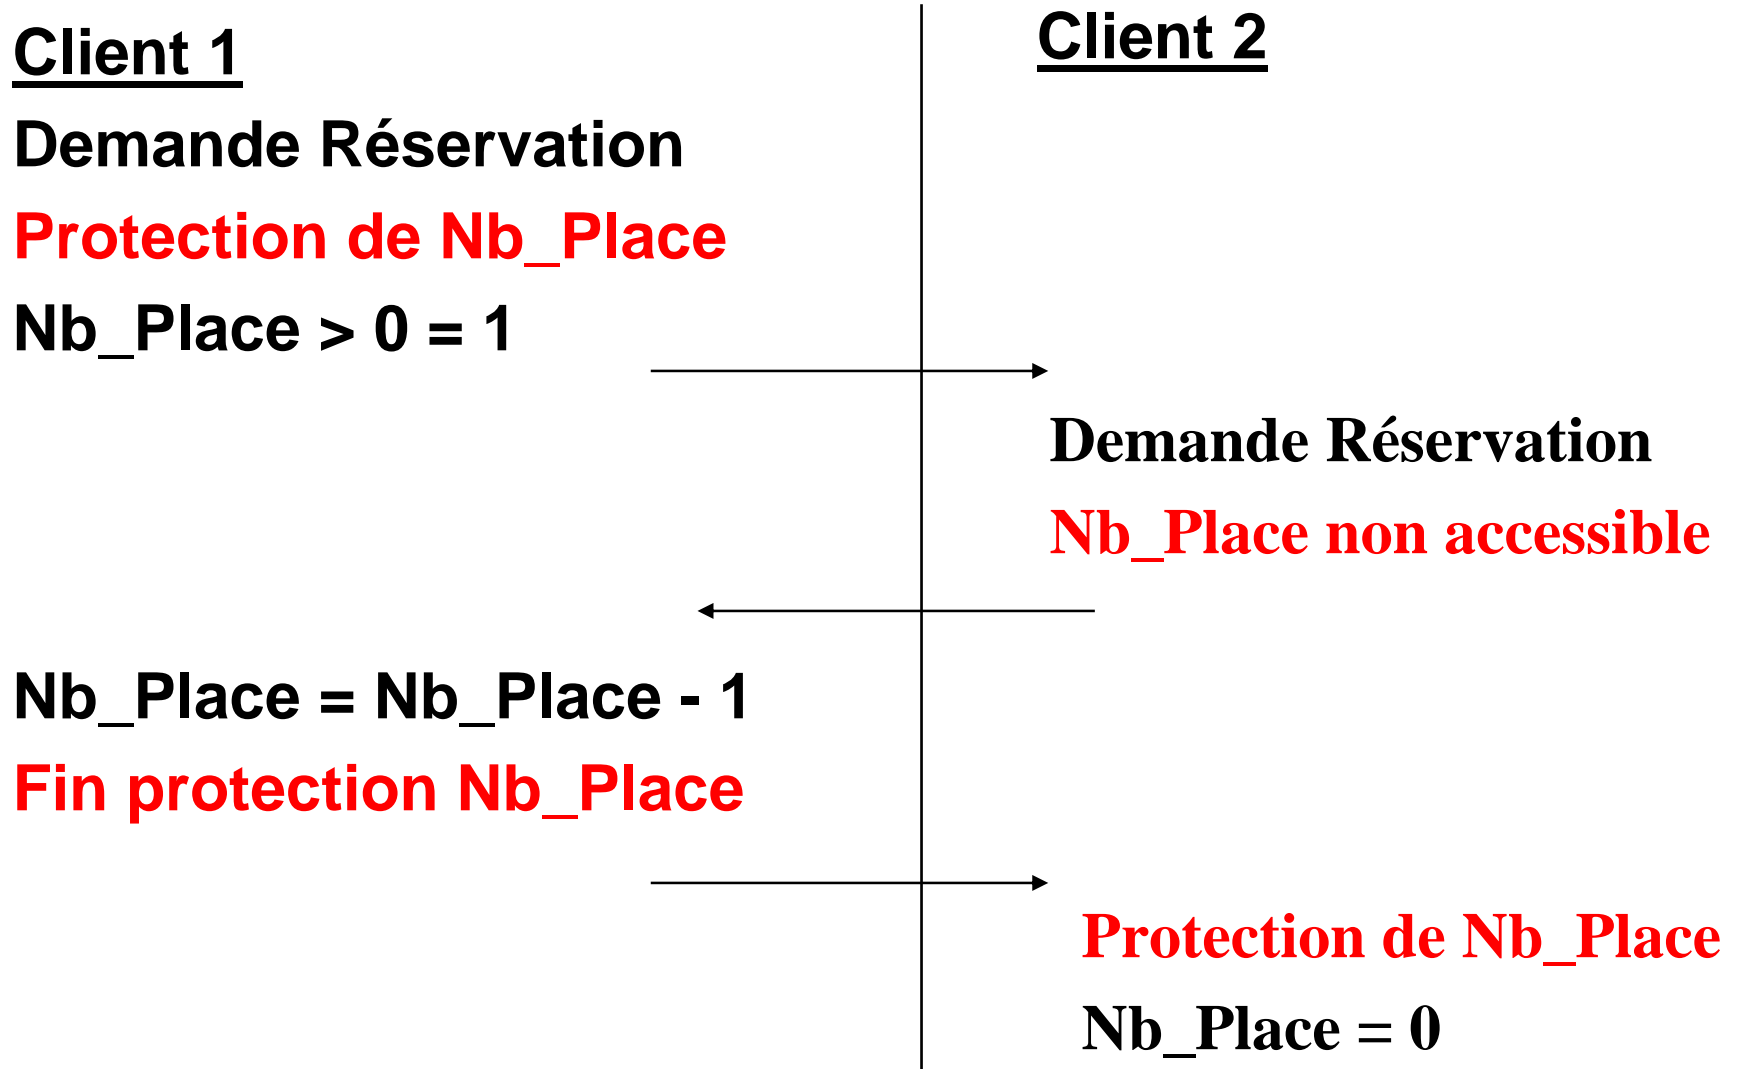 Client 1
Client 2
Demande Réservation
Protection de Nb_Place
Nb_Place > 0 = 1
Demande Réservation
Nb_Place non accessible
Nb_Place = Nb_Place - 1
Fin protection Nb_Place
Protection de Nb_Place
Nb_Place = 0